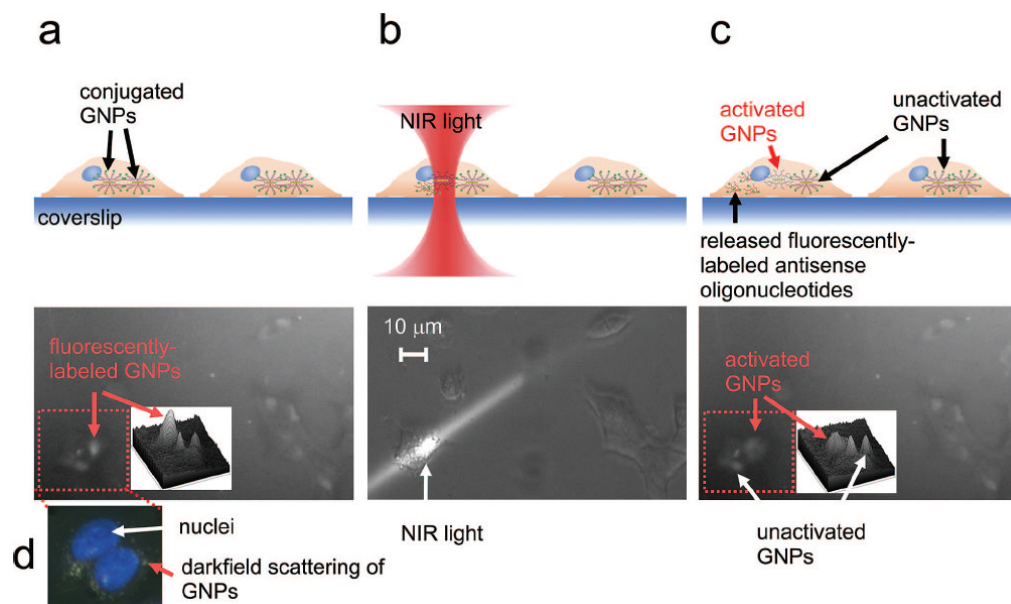 a
b
c
conjugated
GNPs
coverslip
NIR light
activated
GNPs
unactivated
GNPs
released fluorescently-
labeled antisense
oligonucleotides
fluorescently-
labeled GNPs
10 μm
NIR light
activated
GNPs
unactivated
GNPs
d
nuclei
darkfield scattering of
GNPs